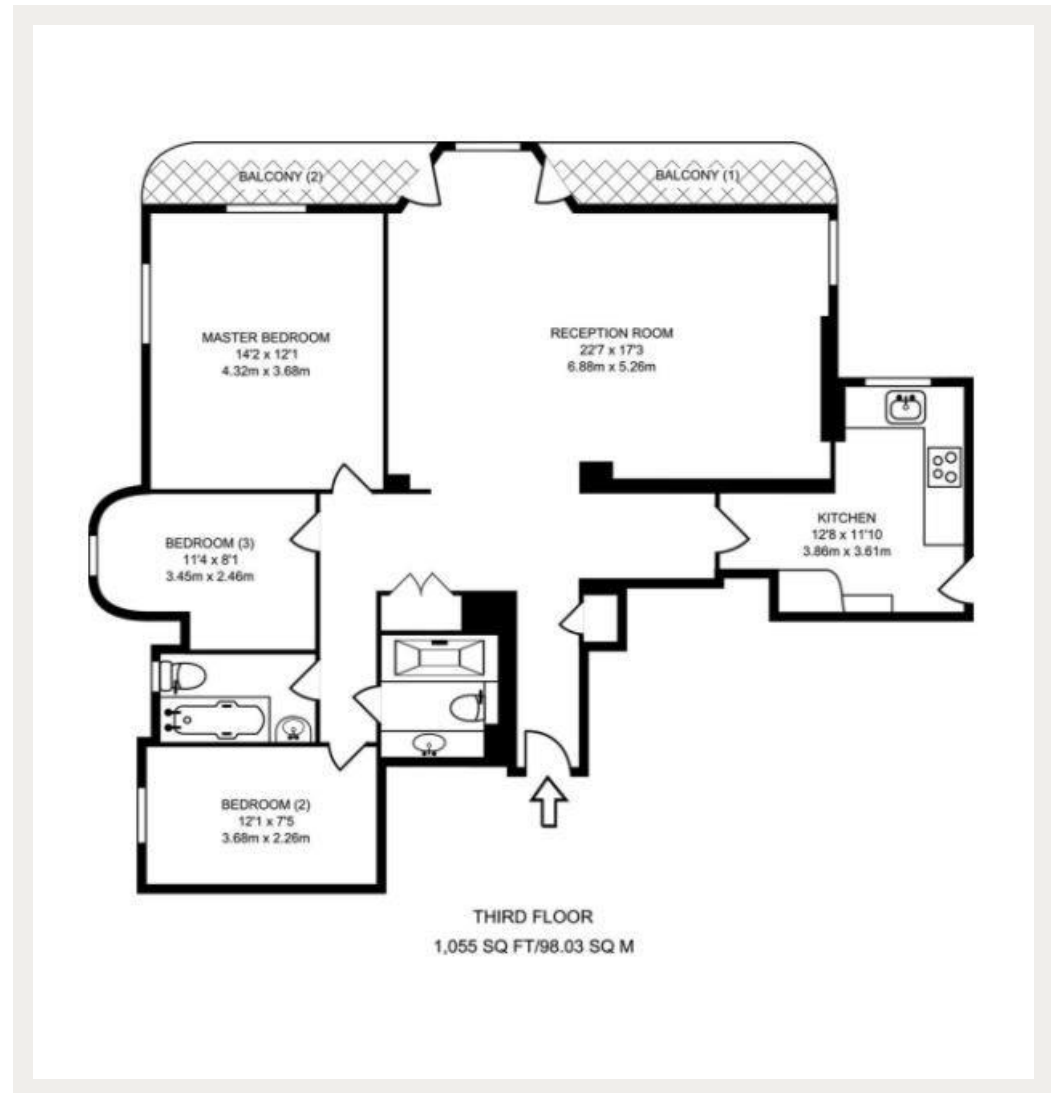 BALCONY (2)
BALCONY (1)
MASTER BEDROOM
14'2 x 12'1
4.32m x 3.68m
RECEPTION ROOM
22'7 x 17'3
6.88m x 5.26m
KITCHEN
12'8 x 11'10
3.86m x 3.61m
BEDROOM (3)
11'4 x 8'1
3.45m x 2.46m
BEDROOM (2)
12'1 x 7'5
3.68m x 2.26m
THIRD FLOOR
1,055 SQ FT/98.03 SQ M